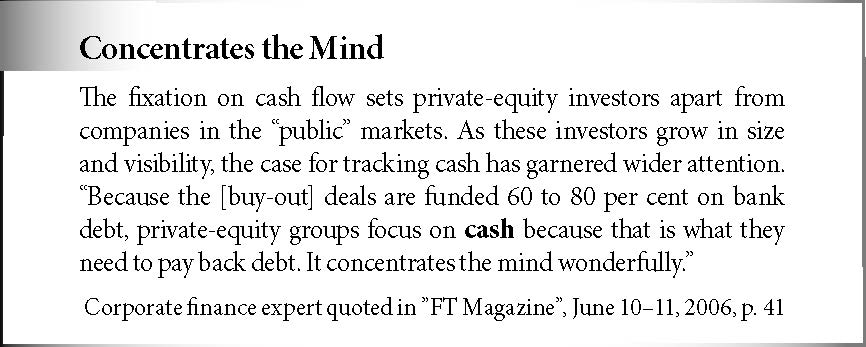 Concentrates the Mind
The fixation on cash flow sets private-equity investors apart from
companies in the “public” markets. As these investors grow in size
and visibility, the case for tracking cash has garnered wider attention.
“Because the [buy-out] deals are funded 60 to 80 per cent on bank
debt, private-equity groups focus on cash because that is what they
need to pay back debt. It concentrates the mind wonderfully.”
Corporate finance expert quoted in ”FT Magazine”, June 10–11, 2006, p. 41